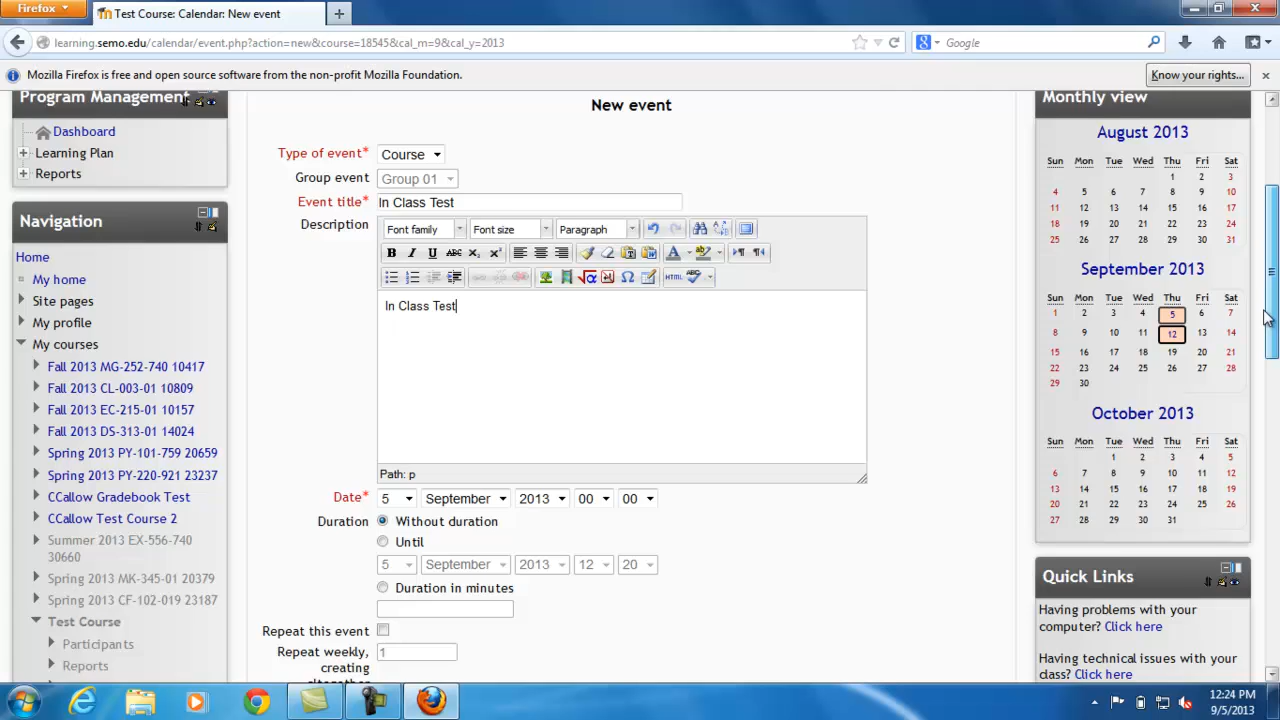 Firefox
Test Course: Calendar: New event
learning.semo.edu/calendar/event.php?action=new&course=18545&cal_m=9&cal_y=2013
Google
Mozilla Firefox is free and open source software from the non-profit Mozilla Foundation.
Know your rights...
Program Management
Dashboard
Learning Plan
Reports
Navigation
Home
My home
Site pages
My profile
My courses
Fall 2013 MG-252-740 10417
Fall 2013 CL-003-01 10809
Fall 2013 EC-215-01 10157
Fall 2013 DS-313-01 14024
Spring 2013 PY-101-759 20659
Spring 2013 PY-220-921 23237
CCallow Gradebook Test
CCallow Test Course 2
Summer 2013 EX-556-740
30660
Spring 2013 MK-345-01 20379
Spring 2013 CF-102-019 23187
Test Course
Participants
Reports
New event
Type of event* Course
Group event Group 01
Event title* In Class Test
Description
Font family Font size Paragraph
B I U ABC X₂ X² A
HTML ABC
In Class Test
Path: p
Date* 5 September 2013 00 00
Duration Without duration
Until
5 September 2013 12 20
Duration in minutes
Repeat this event
Repeat weekly, 1
creating
Monthly view
August 2013
Sun Mon Tue Wed Thu Fri Sat
1 2 3
4 5 6 7 8 9 10
11 12 13 14 15 16 17
18 19 20 21 22 23 24
25 26 27 28 29 30 31
September 2013
Sun Mon Tue Wed Thu Fri Sat
1 2 3 4 5 6 7
8 9 10 11 12 13 14
15 16 17 18 19 20 21
22 23 24 25 26 27 28
29 30
October 2013
Sun Mon Tue Wed Thu Fri Sat
1 2 3 4 5
6 7 8 9 10 11 12
13 14 15 16 17 18 19
20 21 22 23 24 25 26
27 28 29 30 31
Quick Links
Having problems with your
computer? Click here
Having technical issues with your
class? Click here
12:24 PM
9/5/2013